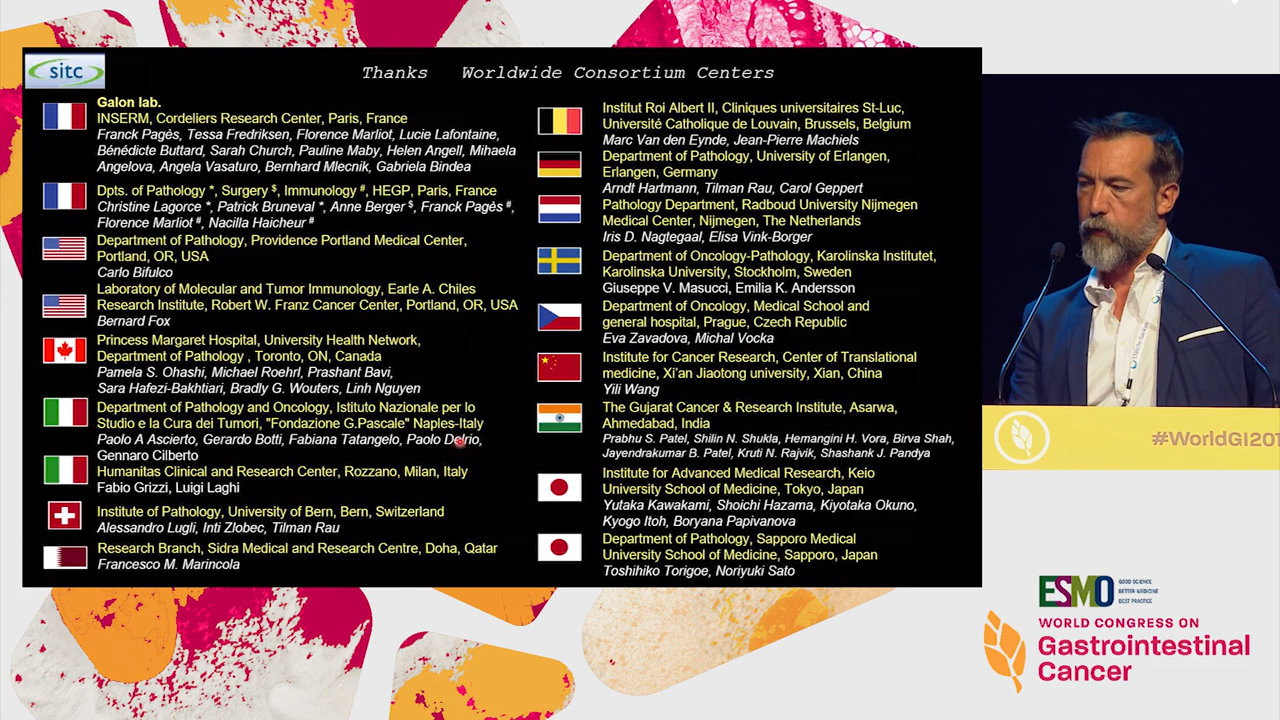 sitc
Thanks Worldwide Consortium Centers
Galon lab.
INSERM, Cordeliers Research Center, Paris, France
Franck Pagès, Tessa Fredriksen, Florence Marliot, Lucie Lafontaine,
Bénédicte Buttard, Sarah Church, Pauline Maby, Helen Angell, Mihaela
Angelova, Angela Vasaturo, Bernhard Mlecnik, Gabriela Bindea
Dpts. of Pathology *, Surgery $, Immunology #, HEGP, Paris, France
Christine Lagorce *, Patrick Bruneval *, Anne Berger $, Franck Pagès #,
Florence Marliot #, Nacilla Haicheur #
Department of Pathology, Providence Portland Medical Center,
Portland, OR, USA
Carlo Bifulco
Laboratory of Molecular and Tumor Immunology, Earle A. Chiles
Research Institute, Robert W. Franz Cancer Center, Portland, OR, USA
Bernard Fox
Princess Margaret Hospital, University Health Network,
Department of Pathology , Toronto, ON, Canada
Pamela S. Ohashi, Michael Roehrl, Prashant Bavi,
Sara Hafezi-Bakhtiari, Bradly G. Wouters, Linh Nguyen
Department of Pathology and Oncology, Istituto Nazionale per lo
Studio e la Cura dei Tumori, "Fondazione G.Pascale" Naples-Italy
Paolo A Ascierto, Gerardo Botti, Fabiana Tatangelo, Paolo Delrio,
Gennaro Cilberto
Humanitas Clinical and Research Center, Rozzano, Milan, Italy
Fabio Grizzi, Luigi Laghi
Institute of Pathology, University of Bern, Bern, Switzerland
Alessandro Lugli, Inti Zlobec, Tilman Rau
Research Branch, Sidra Medical and Research Centre, Doha, Qatar
Francesco M. Marincola
Institut Roi Albert II, Cliniques universitaires St-Luc,
Université Catholique de Louvain, Brussels, Belgium
Marc Van den Eynde, Jean-Pierre Machiels
Department of Pathology, University of Erlangen,
Erlangen, Germany
Arndt Hartmann, Tilman Rau, Carol Geppert
Pathology Department, Radboud University Nijmegen
Medical Center, Nijmegen, The Netherlands
Iris D. Nagtegaal, Elisa Vink-Borger
Department of Oncology-Pathology, Karolinska Institutet,
Karolinska University, Stockholm, Sweden
Giuseppe V. Masucci, Emilia K. Andersson
Department of Oncology, Medical School and
general hospital, Prague, Czech Republic
Eva Zavadova, Michal Vocka
Institute for Cancer Research, Center of Translational
medicine, Xi'an Jiaotong university, Xian, China
Yili Wang
The Gujarat Cancer & Research Institute, Asarwa,
Ahmedabad, India
Prabhu S. Patel, Shilin N. Shukla, Hemangini H. Vora, Birva Shah,
Jayendrakumar B. Patel, Kruti N. Rajvik, Shashank J. Pandya
Institute for Advanced Medical Research, Keio
University School of Medicine, Tokyo, Japan
Yutaka Kawakami, Shoichi Hazama, Kiyotaka Okuno,
Kyogo Itoh, Boryana Papivanova
Department of Pathology, Sapporo Medical
University School of Medicine, Sapporo, Japan
Toshihiko Torigoe, Noriyuki Sato
#WorldGI201
ESMO
GOOD SCIENCE
BETTER MEDICINE
BEST PRACTICE
WORLD CONGRESS ON
Gastrointestinal
Cancer